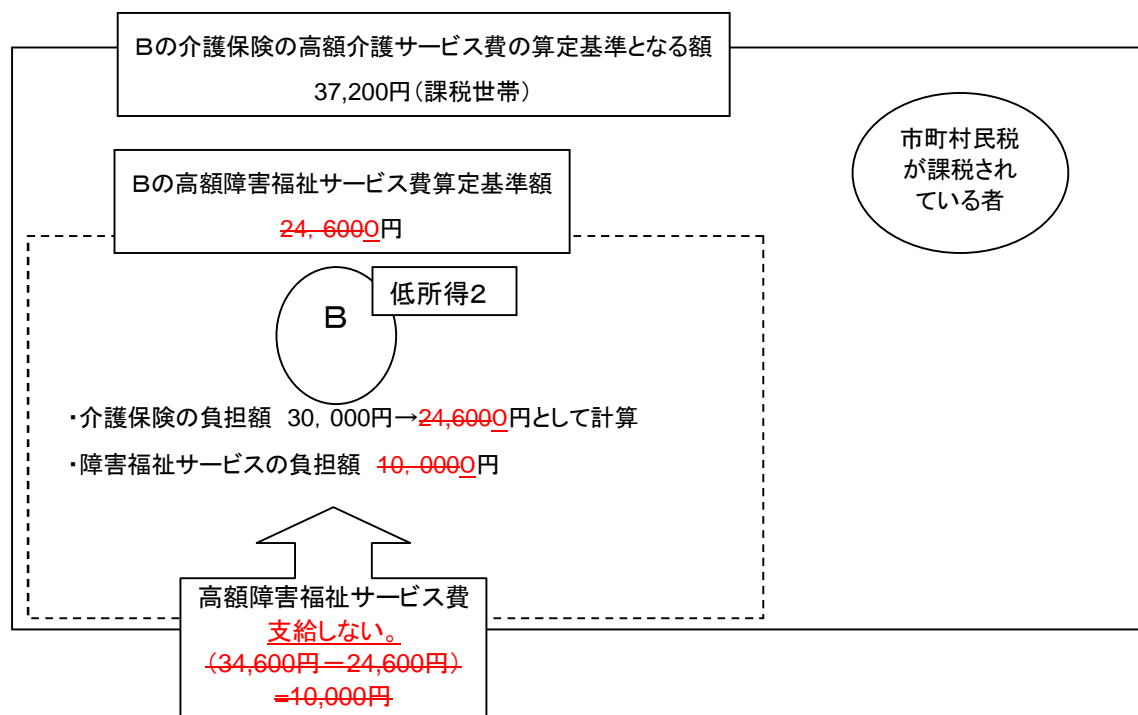 Bの介護保険の高額介護サービス費の算定基準となる額
37,200円(課税世帯)
市町村民税
が課税され
ている者
Bの高額障害福祉サービス費算定基準額
24,6000円
B
低所得2
・介護保険の負担額 30,000円→24,6000円として計算
・障害福祉サービスの負担額 10,0000円
高額障害福祉サービス費
支給しない。
(34,600円－24,600円)
=10,000円